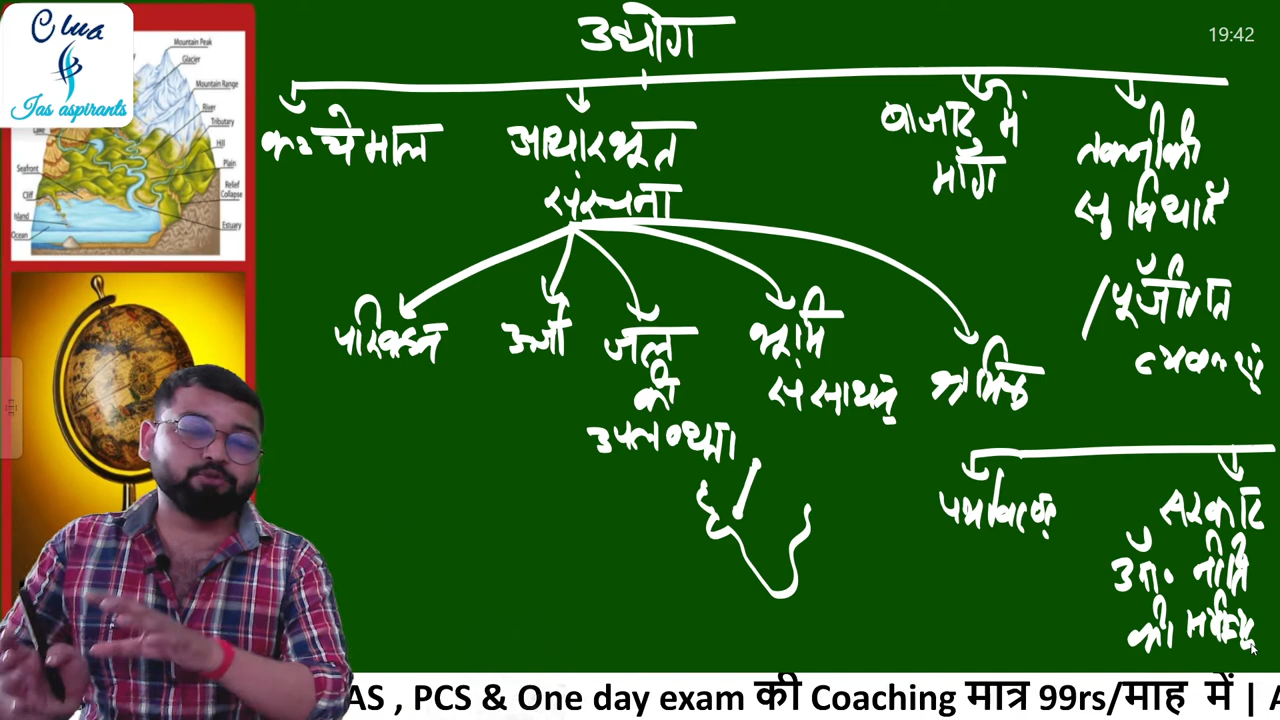 Clua
Ias aspirants
Mountain Peak
Glacier
Mountain Range
River
Tributary
Hill
Plain
Relief
Collapse
Estuary
Lake
Seafront
Cliff
Island
Ocean
19:42
उद्योग
कच्चे माल
आधारभूत
संरचना
बाजार में
मांग
तकनीकी
सुविधाएँ
/पूँजीगत
परिवहन
ऊर्जा
जल
की
उपलब्धता
भूमि
संसाधन
श्रमिक
पर्यावरण
सरकार
नीति
की
AS , PCS & One day exam की Coaching मात्र 99rs/माह में | A